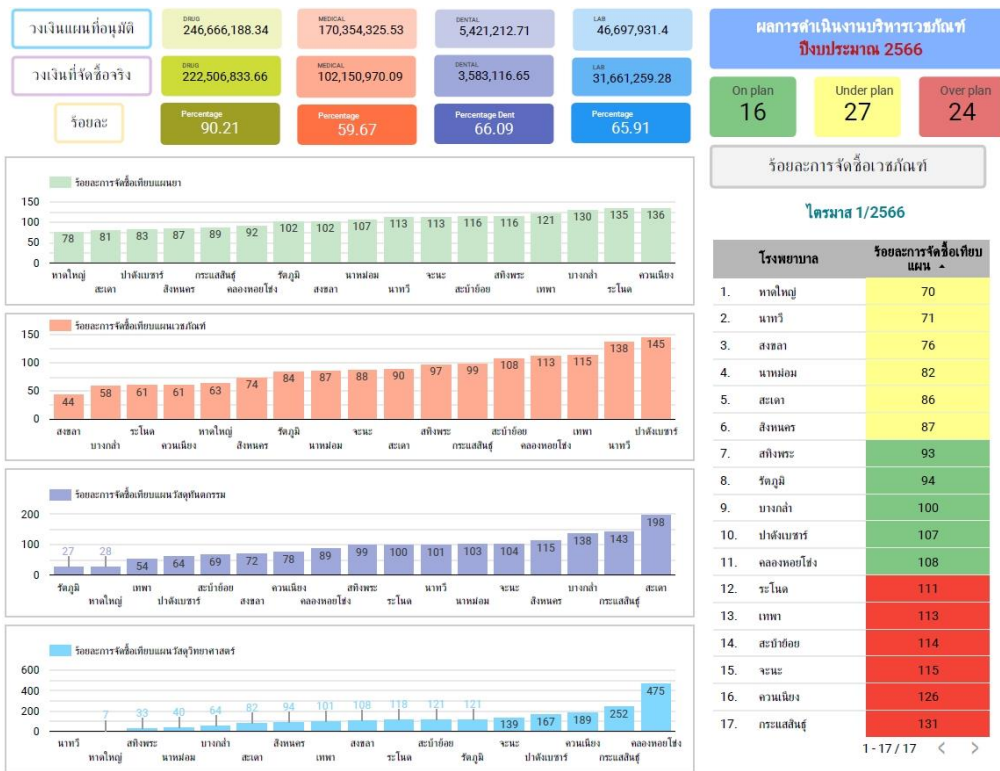 วงเงินแผนที่อนุมัติ
DRUG
246,666,188.34
MEDICAL
170,354,325.53
DENTAL
5,421,212.71
46,697,931.4
วงเงินที่จัดซื้อจริง
DRUG
222,506,833.66
MEDICAL
102,150,970.09
DENTAL
3,583,116.65
LAB
31,661,259.28
ร้อยละ
Percentage
90.21
Percentage
59.67
Percentage Dent
66.09
Percentage
65.91
ผลการดำเนินงานบริหารเวชภัณฑ์
ปีงบประมาณ 2566
On plan
16
Under plan
27
Over plan
24
ร้อยละการจัดซื้อเวชภัณฑ์
ไตรมาส 1/2566
ร้อยละการจัดซื้อเทียบแผนยา
150
100
50
0
78 81 83 87 89 92 102 102 107 113 113 116 116 121 130 135 136
หาดใหญ่ ปาดังเบซาร์ กระแสสินธุ์ รัตภูมิ นาหม่อม จะนะ สทิงพระ บางกล่ำ ควนเนียง
สะเดา สิงหนคร คลองหอยโข่ง สงขลา นาทวี สะบ้าย้อย เทพา ระโนด
ร้อยละการจัดซื้อเทียบแผนเวชภัณฑ์
150
100
50
0
44 58 61 61 63 74 84 87 88 90 97 99 108 113 115 138 145
สงขลา ระโนด หาดใหญ่ รัตภูมิ จะนะ สทิงพระ สะบ้าย้อย เทพา ปาดังเบซาร์
บางกล่ำ ควนเนียง สิงหนคร นาหม่อม สะเดา กระแสสินธุ์ คลองหอยโข่ง นาทวี
ร้อยละการจัดซื้อเทียบแผนวัสดุทันตกรรม
200
100
0
27 28 54 64 69 72 78 89 99 100 101 103 104 115 138 143 198
รัตภูมิ เทพา สะบ้าย้อย ควนเนียง สทิงพระ นาทวี จะนะ บางกล่ำ สะเดา
หาดใหญ่ ปาดังเบซาร์ สงขลา คลองหอยโข่ง ระโนด นาหม่อม สิงหนคร กระแสสินธุ์
ร้อยละการจัดซื้อเทียบแผนวัสดุวิทยาศาสตร์
600
400
200
0
7 33 40 64 82 94 101 108 118 121 121 139 167 189 252 475
นาทวี สทิงพระ บางกล่ำ สิงหนคร สงขลา สะบ้าย้อย จะนะ ควนเนียง คลองหอยโข่ง
หาดใหญ่ นาหม่อม สะเดา เทพา ระโนด รัตภูมิ ปาดังเบซาร์ กระแสสินธุ์
โรงพยาบาล ร้อยละการจัดซื้อเทียบ
แผน
1. หาดใหญ่ 70
2. นาทวี 71
3. สงขลา 76
4. นาหม่อม 82
5. สะเดา 86
6. สิงหนคร 87
7. สทิงพระ 93
8. รัตภูมิ 94
9. บางกล่ำ 100
10. ปาดังเบซาร์ 107
11. คลองหอยโข่ง 108
12. ระโนด 111
13. เทพา 113
14. สะบ้าย้อย 114
15. จะนะ 115
16. ควนเนียง 126
17. กระแสสินธุ์ 131
1 - 17 / 17